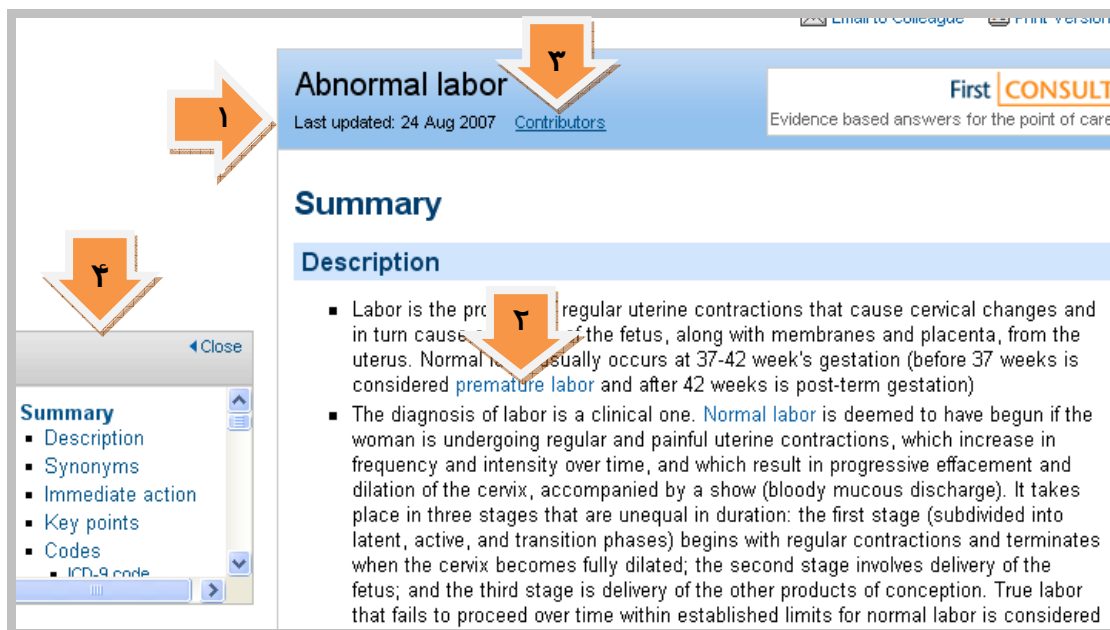 Email to Colleague Print Version
Abnormal labor
۳
First CONSULT
۱
Last updated: 24 Aug 2007 Contributors
Evidence based answers for the point of care
Summary
Description
۴
۲
Labor is the regular uterine contractions that cause cervical changes and
in turn cause of the fetus, along with membranes and placenta, from the
uterus. Normal usually occurs at 37-42 week's gestation (before 37 weeks is
considered premature labor and after 42 weeks is post-term gestation)
The diagnosis of labor is a clinical one. Normal labor is deemed to have begun if the
woman is undergoing regular and painful uterine contractions, which increase in
frequency and intensity over time, and which result in progressive effacement and
dilation of the cervix, accompanied by a show (bloody mucous discharge). It takes
place in three stages that are unequal in duration: the first stage (subdivided into
latent, active, and transition phases) begins with regular contractions and terminates
when the cervix becomes fully dilated; the second stage involves delivery of the
fetus; and the third stage is delivery of the other products of conception. True labor
that fails to proceed over time within established limits for normal labor is considered
Close
Summary
Description
Synonyms
Immediate action
Key points
Codes
ICD-9 code